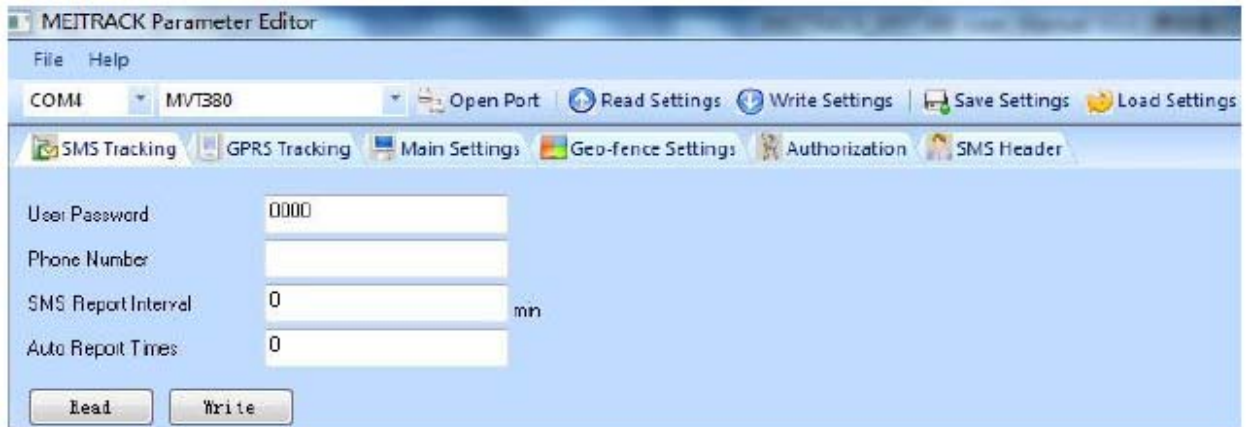 MEITRACK Parameter Editor
File Help
COM4 MVT380 Open Port Read Settings Write Settings Save Settings Load Settings
SMS Tracking GPRS Tracking Main Settings Geo-fence Settings Authorization SMS Header
User Password 0000
Phone Number
SMS Report Interval 0 min
Auto Report Times 0
Read Write